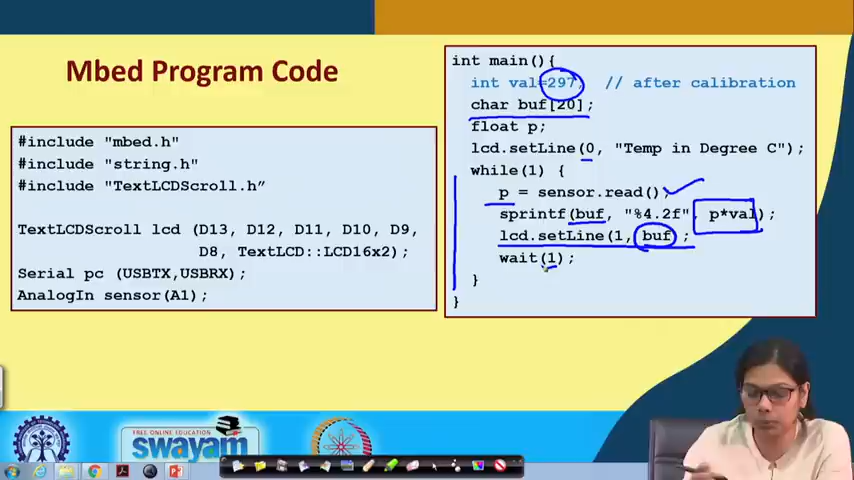 Mbed Program Code
#include "mbed.h"
#include "string.h"
#include "TextLCDScroll.h”
TextLCDScroll lcd (D13, D12, D11, D10, D9,
D8, TextLCD::LCD16x2);
Serial pc (USBTX,USBRX);
AnalogIn sensor(A1);
int main(){
int val=297; // after calibration
char buf[20];
float p;
lcd.setLine(0, "Temp in Degree C");
while(1) {
p = sensor.read();
sprintf(buf, "%4.2f", p*val);
lcd.setLine(1, buf);
wait(1);
}
}
FREE ONLINE EDUCATION
swayam